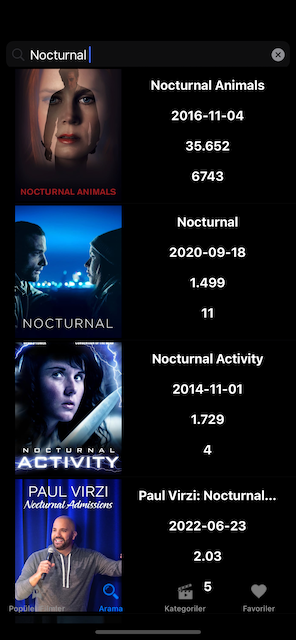 Nocturnal
Nocturnal Animals
2016-11-04
35.652
6743
NOCTURNAL ANIMALS
Nocturnal
2020-09-18
1.499
11
NOCTURNAL
Nocturnal Activity
2014-11-01
1.729
4
NOCTURNAL
ACTIVITY
Paul Virzi: Nocturnal...
2022-06-23
2.03
5
PAUL VIRZI
Nocturnal Admissions
Arama
Kategoriler
Favoriler